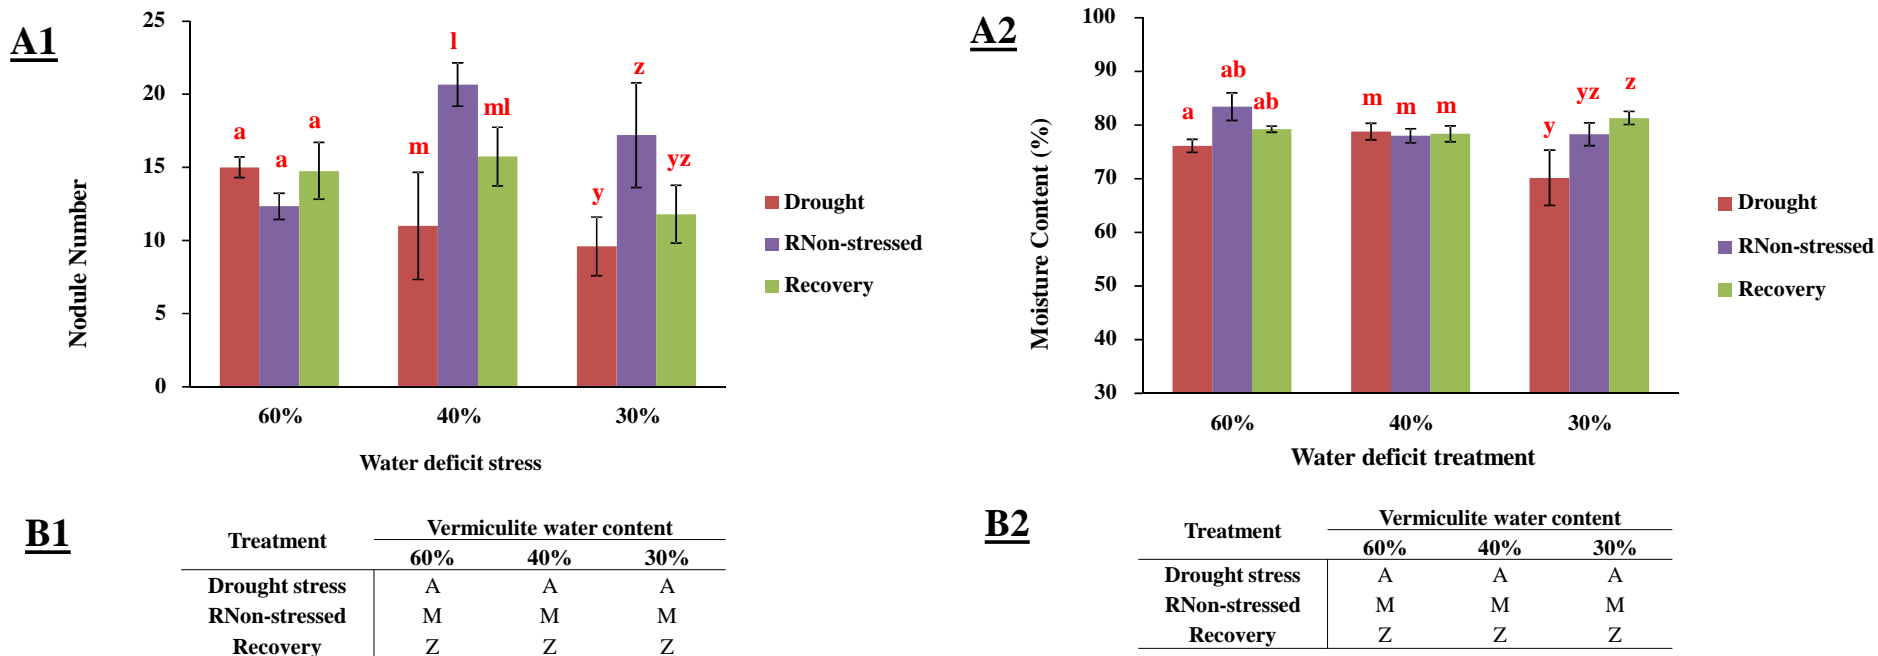 A1
25
20
15
10
5
0
Nodule Number
a
a
a
m
l
ml
y
z
yz
60%
40%
30%
Water deficit stress
Drought
RNon-stressed
Recovery
A2
100
90
80
70
60
50
40
30
Moisture Content (%)
a
ab
ab
m
m
m
y
yz
z
60%
40%
30%
Water deficit treatment
Drought
RNon-stressed
Recovery
B1
Treatment
Vermiculite water content
60% 40% 30%
Drought stress A A A
RNon-stressed M M M
Recovery Z Z Z
B2
Treatment
Vermiculite water content
60% 40% 30%
Drought stress A A A
RNon-stressed M M M
Recovery Z Z Z